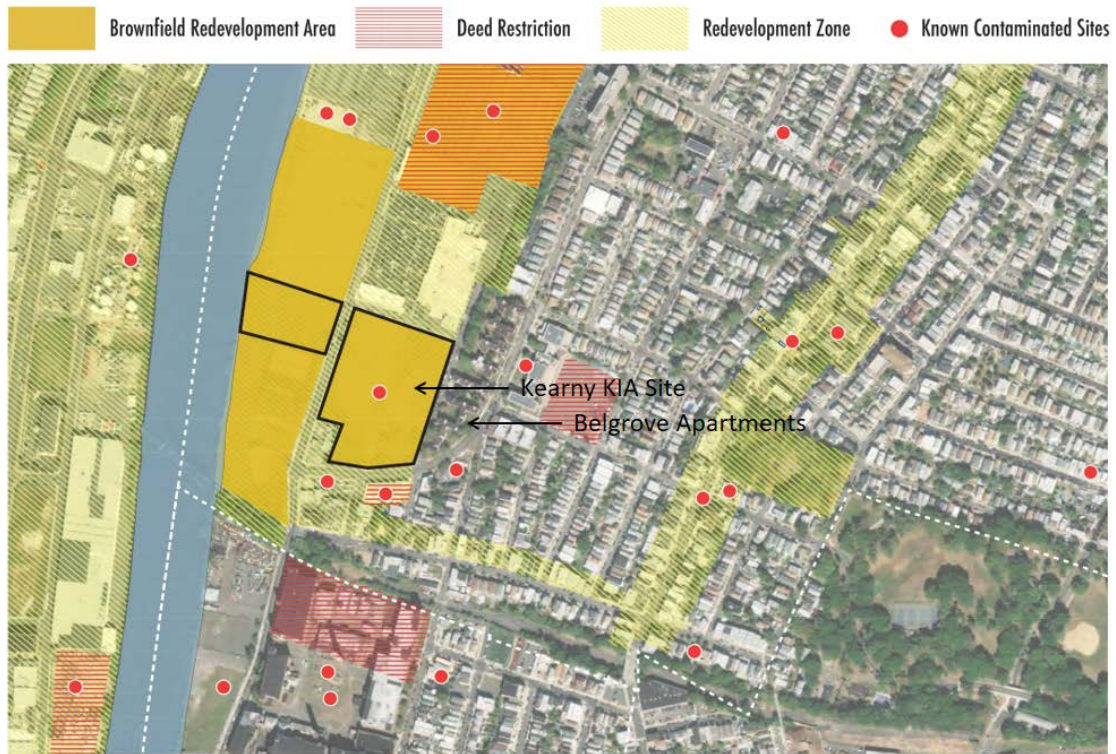 Brownfield Redevelopment Area
Deed Restriction
Redevelopment Zone
Known Contaminated Sites
Kearny KIA Site
Belgrove Apartments